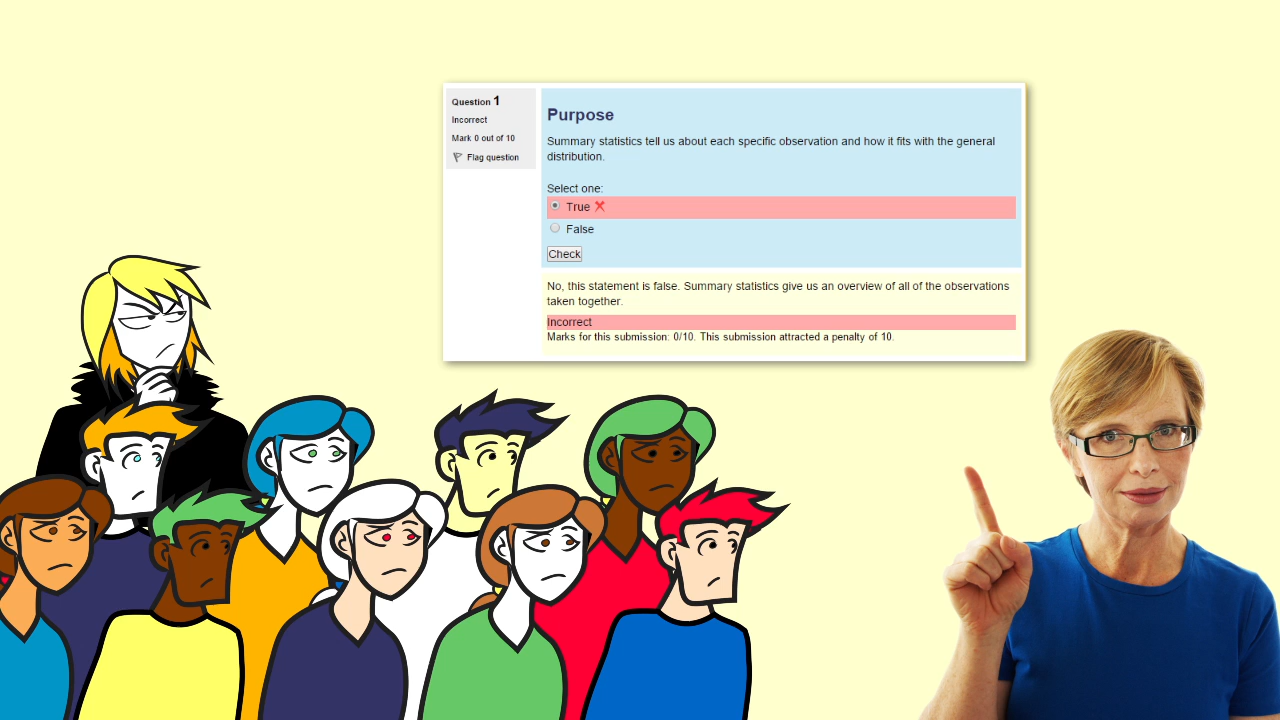 Question 1
Incorrect
Mark 0 out of 10
Flag question
Purpose
Summary statistics tell us about each specific observation and how it fits with the general
distribution.
Select one:
True
False
Check
No, this statement is false. Summary statistics give us an overview of all of the observations
taken together.
Incorrect
Marks for this submission: 0/10. This submission attracted a penalty of 10.